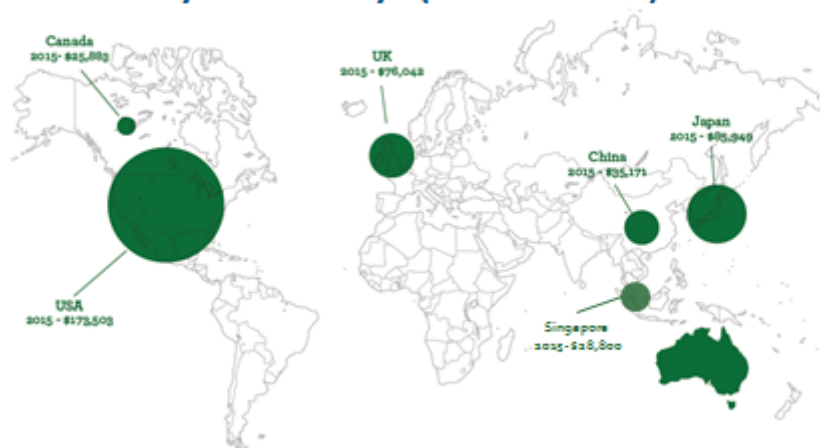 Canada
2015- $25,883
UK
2015 - $76,042
Japan
2015 - $85,949
China
2015 - $35,171
USA
2015 - $173,503
Singapore
2015-$28,800